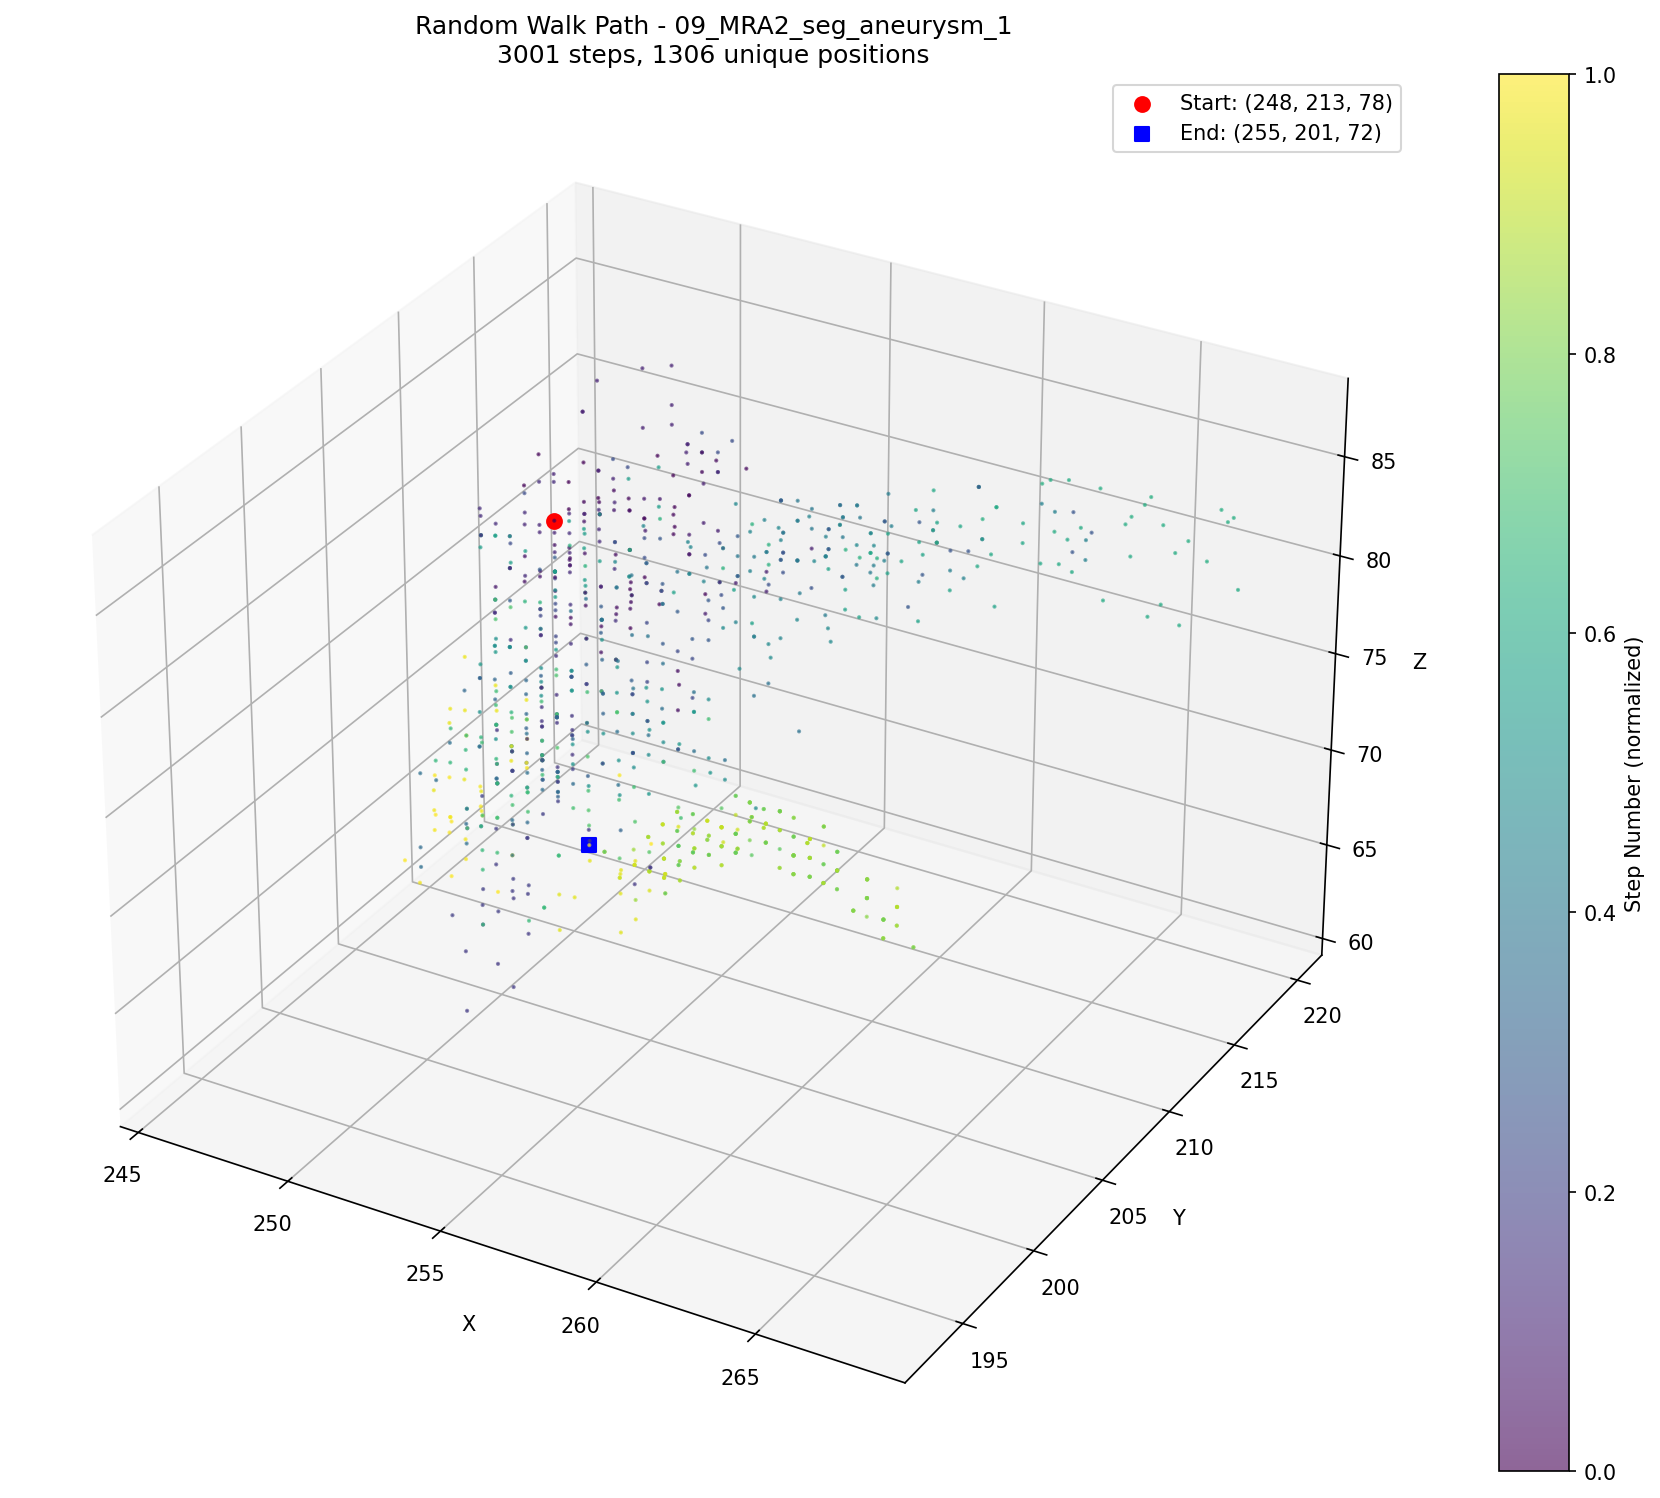 Random Walk Path - 09_MRA2_seg_aneurysm_1
3001 steps, 1306 unique positions
Start: (248, 213, 78)
End: (255, 201, 72)
1.0
0.8
0.6
0.4
0.2
0.0
Step Number (normalized)
85
80
75
70
65
60
Z
220
215
210
205
200
195
Y
245
250
255
260
265
X